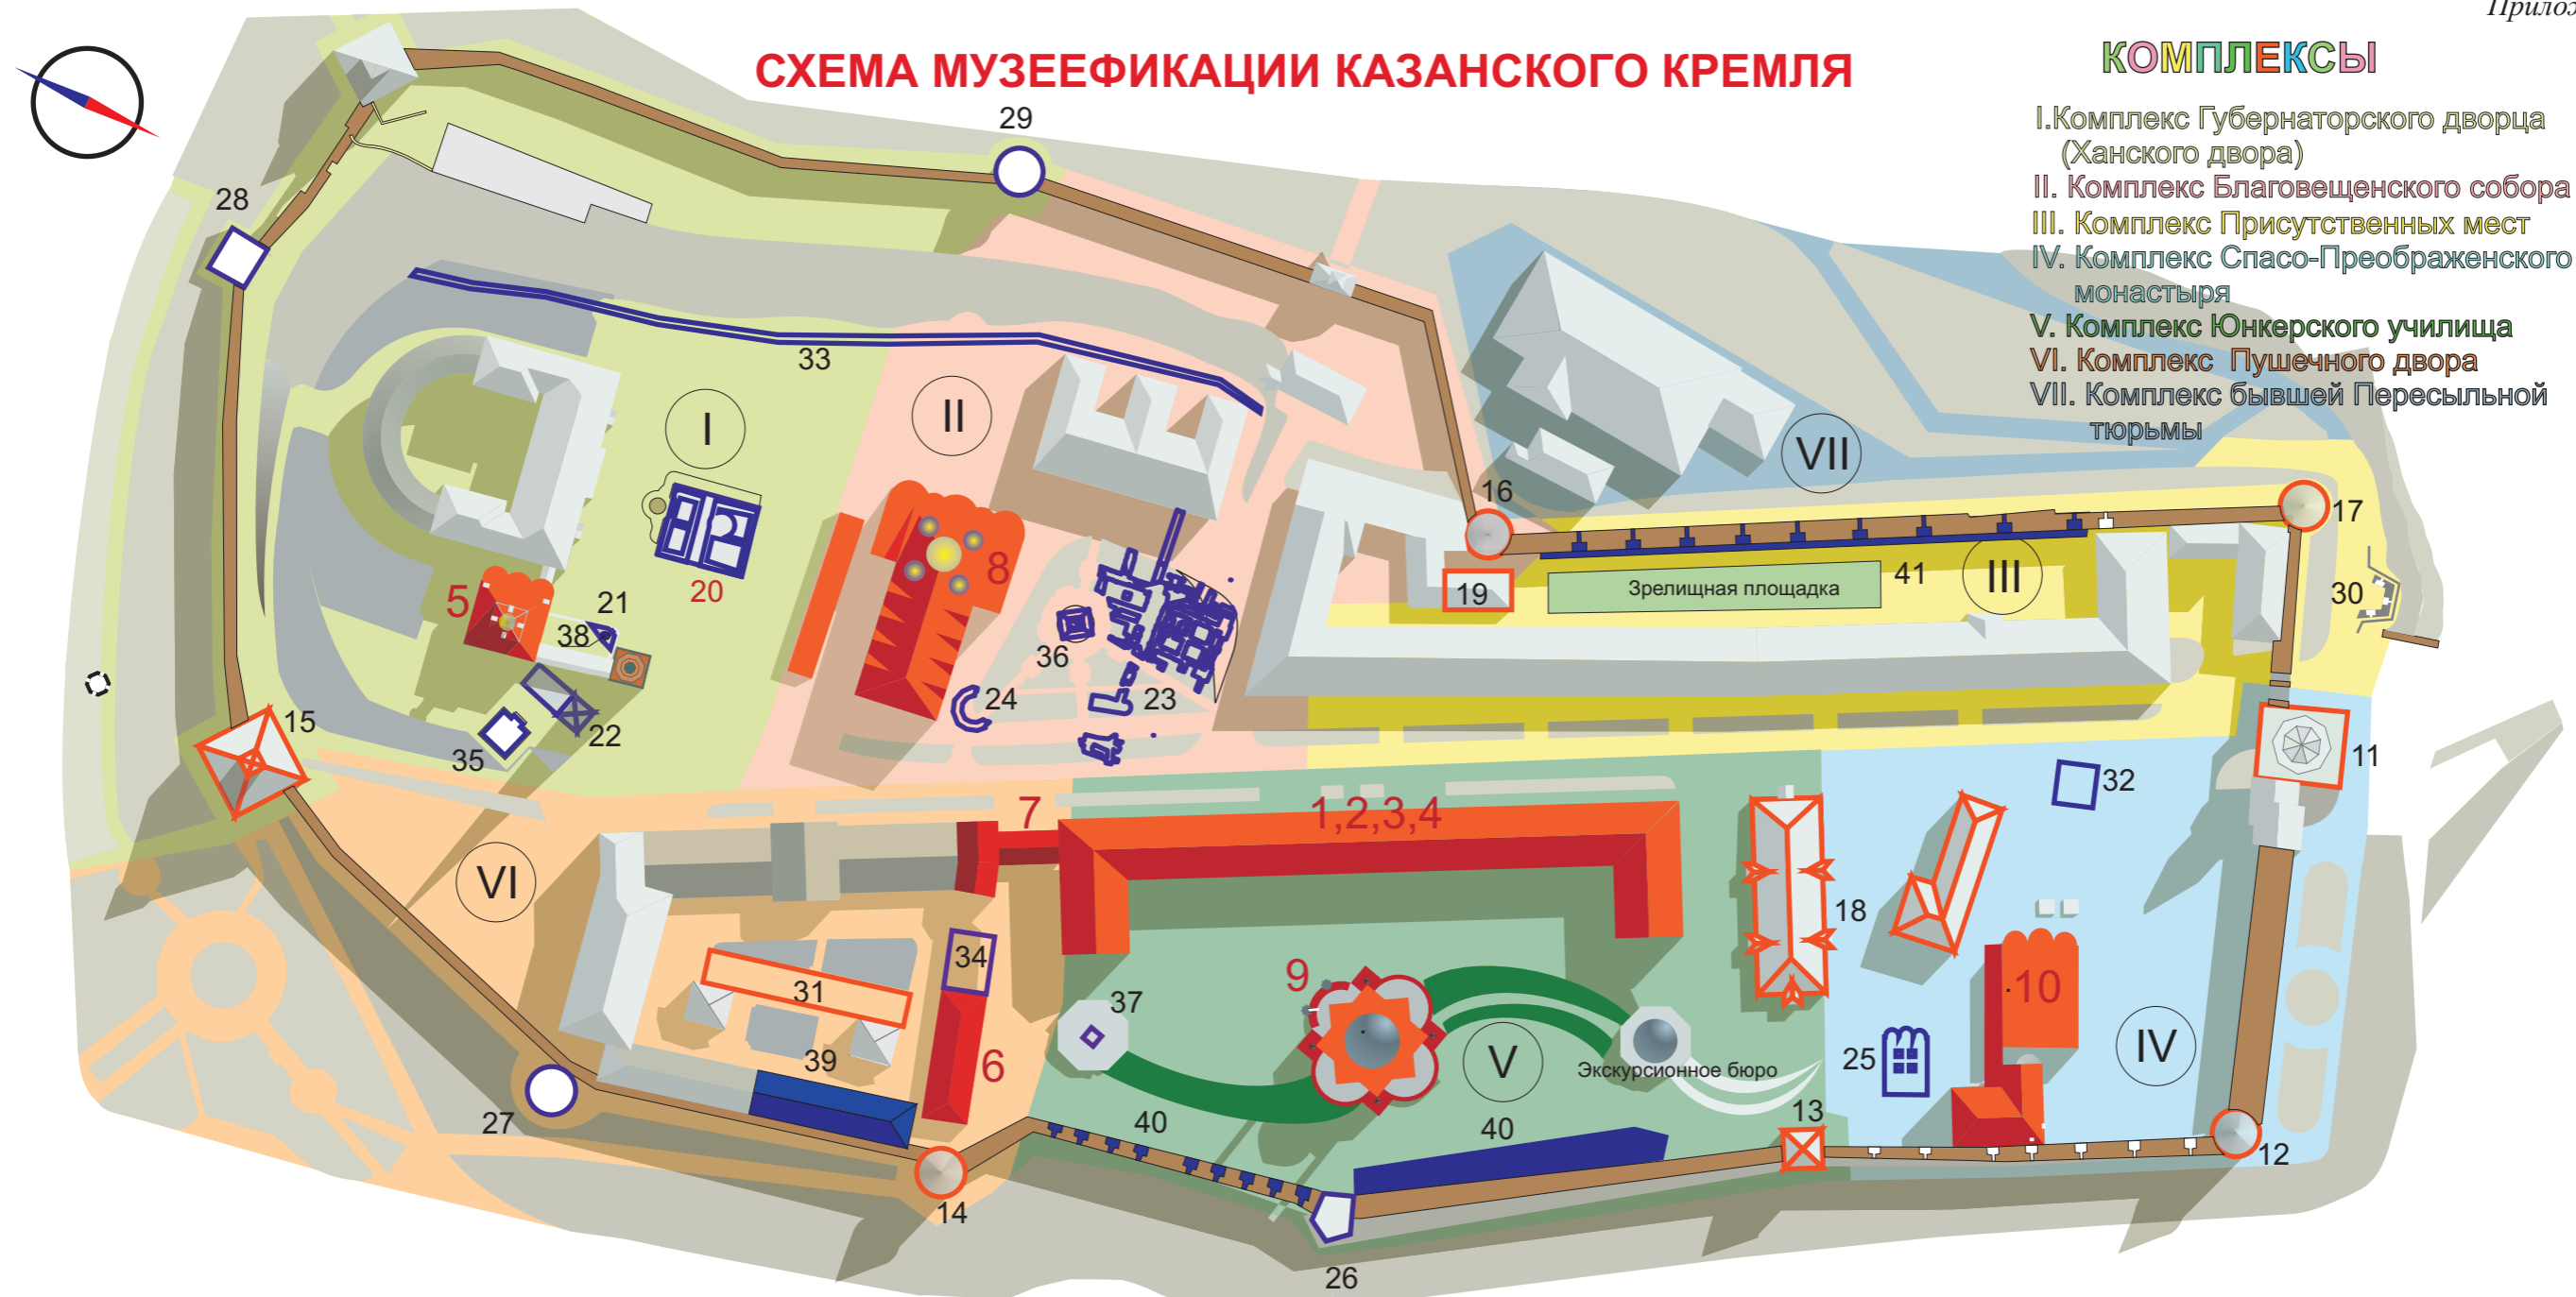 Прилож
СХЕМА МУЗЕЕФИКАЦИИ КАЗАНСКОГО КРЕМЛЯ
КОМПЛЕКСЫ
I.Комплекс Губернаторского дворца
(Ханского двора)
II. Комплекс Благовещенского собора
III. Комплекс Присутственных мест
IV. Комплекс Спасо-Преображенского
монастыря
V. Комплекс Юнкерского училища
VI. Комплекс Пушечного двора
VII. Комплекс бывшей Пересыльной
тюрьмы
29
28
33
I
II
VII
16
17
5
20
21
38
8
36
24
23
19
Зрелищная площадка
41
III
30
15
35
22
11
32
7
1,2,3,4
VI
18
34
31
37
9
10
39
6
V
Экскурсионное бюро
25
IV
27
40
40
13
12
14
26